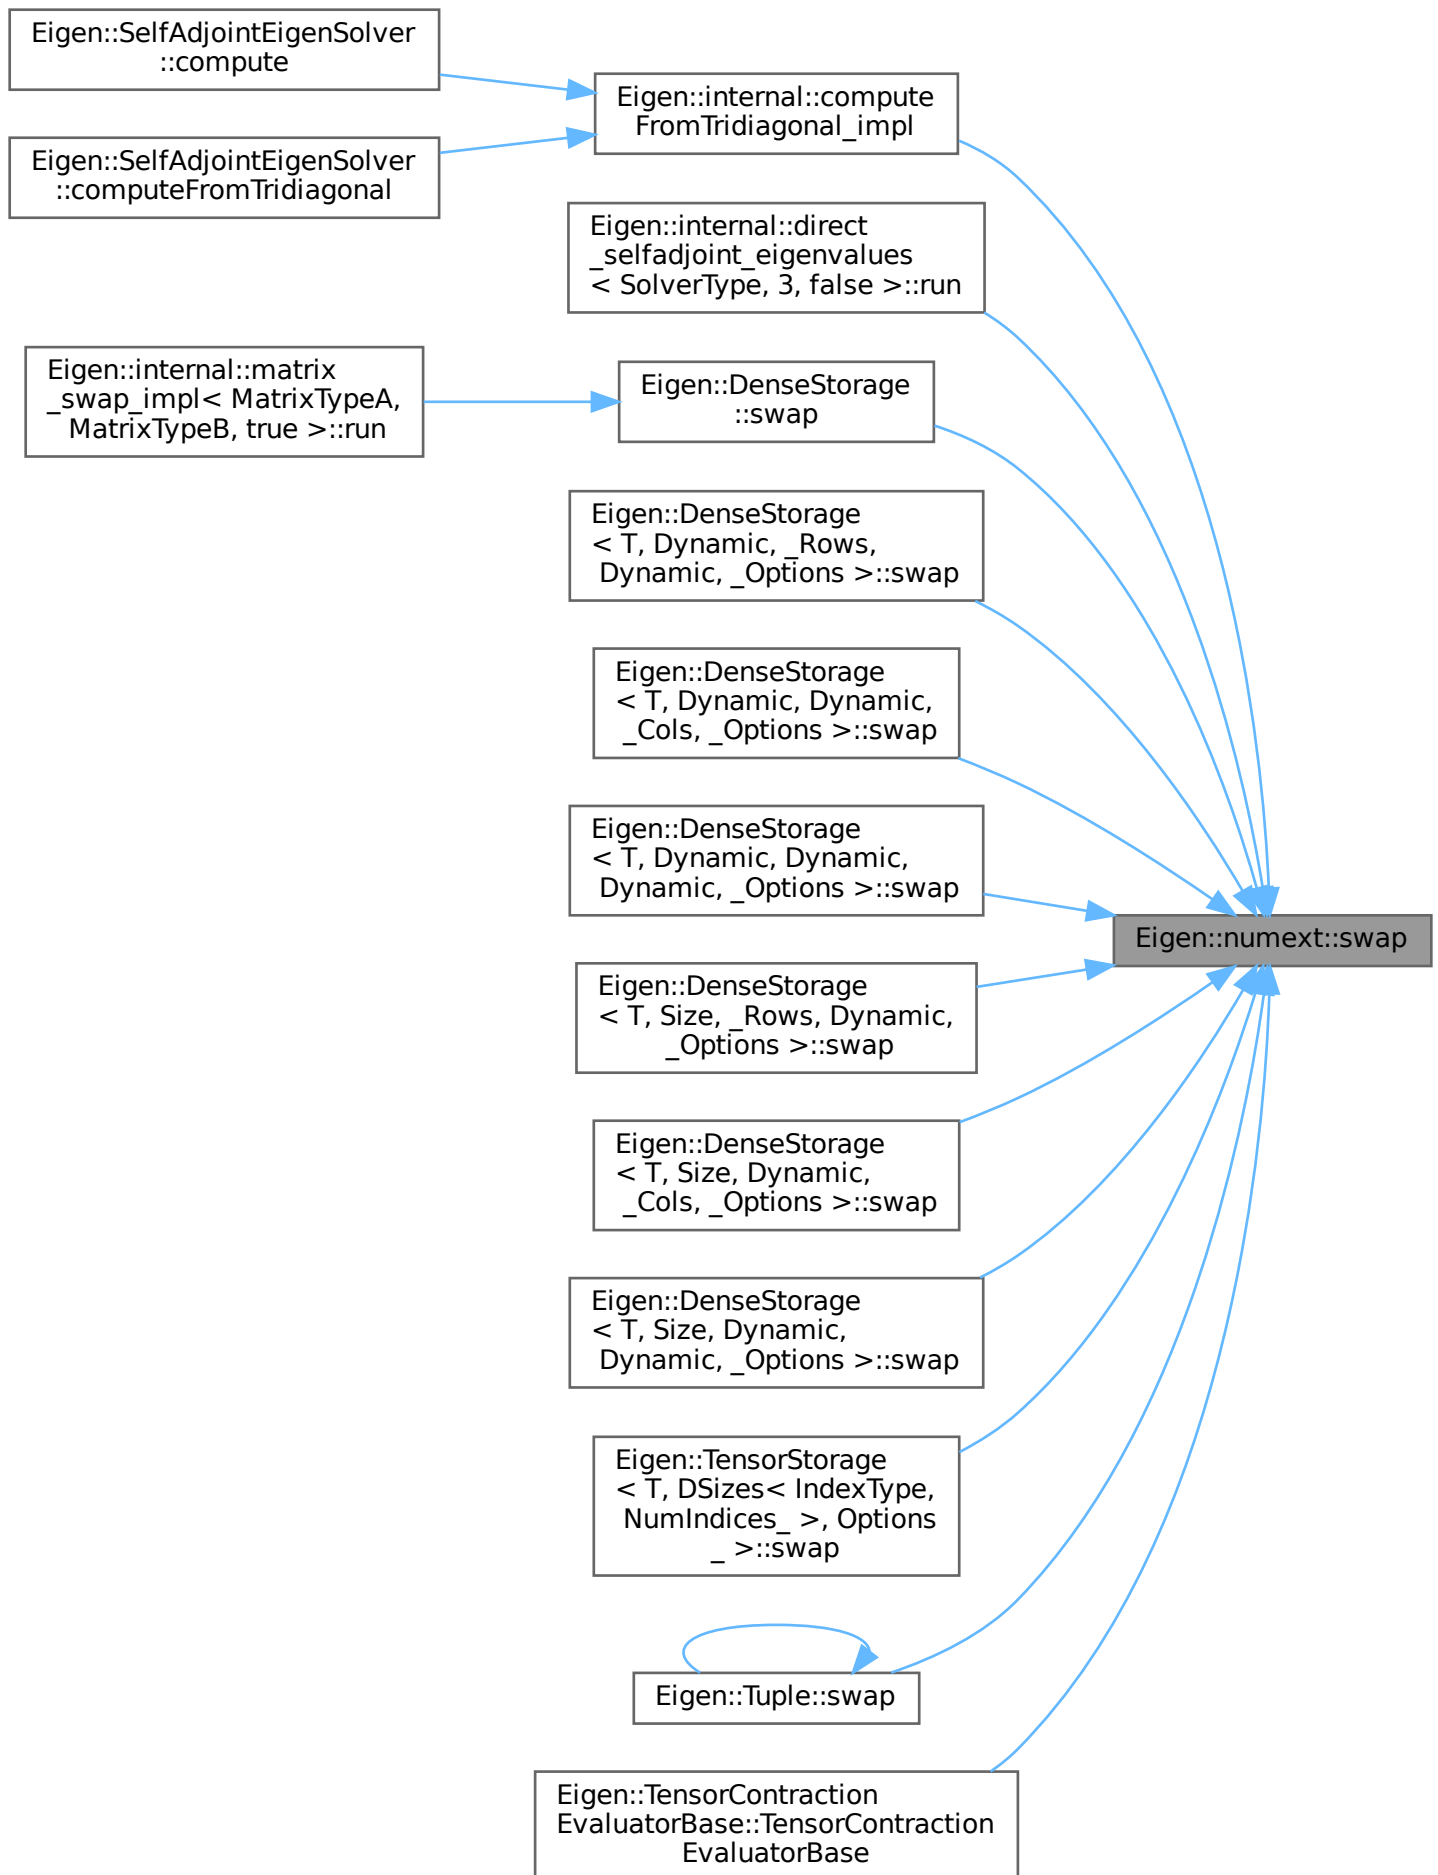 Eigen::SelfAdjointEigenSolver
::compute
Eigen::internal::compute
FromTridiagonal_impl
Eigen::SelfAdjointEigenSolver
::computeFromTridiagonal
Eigen::internal::direct
_selfadjoint_eigenvalues
< SolverType, 3, false >::run
Eigen::internal::matrix
_swap_impl< MatrixTypeA,
MatrixTypeB, true >::run
Eigen::DenseStorage
::swap
Eigen::DenseStorage
< T, Dynamic, _Rows,
Dynamic, _Options >::swap
Eigen::DenseStorage
< T, Dynamic, Dynamic,
_Cols, _Options >::swap
Eigen::DenseStorage
< T, Dynamic, Dynamic,
Dynamic, _Options >::swap
Eigen::numext::swap
Eigen::DenseStorage
< T, Size, _Rows, Dynamic,
_Options >::swap
Eigen::DenseStorage
< T, Size, Dynamic,
_Cols, _Options >::swap
Eigen::DenseStorage
< T, Size, Dynamic,
Dynamic, _Options >::swap
Eigen::TensorStorage
< T, DSizes< IndexType,
NumIndices_ >, Options
_ >::swap
Eigen::Tuple::swap
Eigen::TensorContraction
EvaluatorBase::TensorContraction
EvaluatorBase